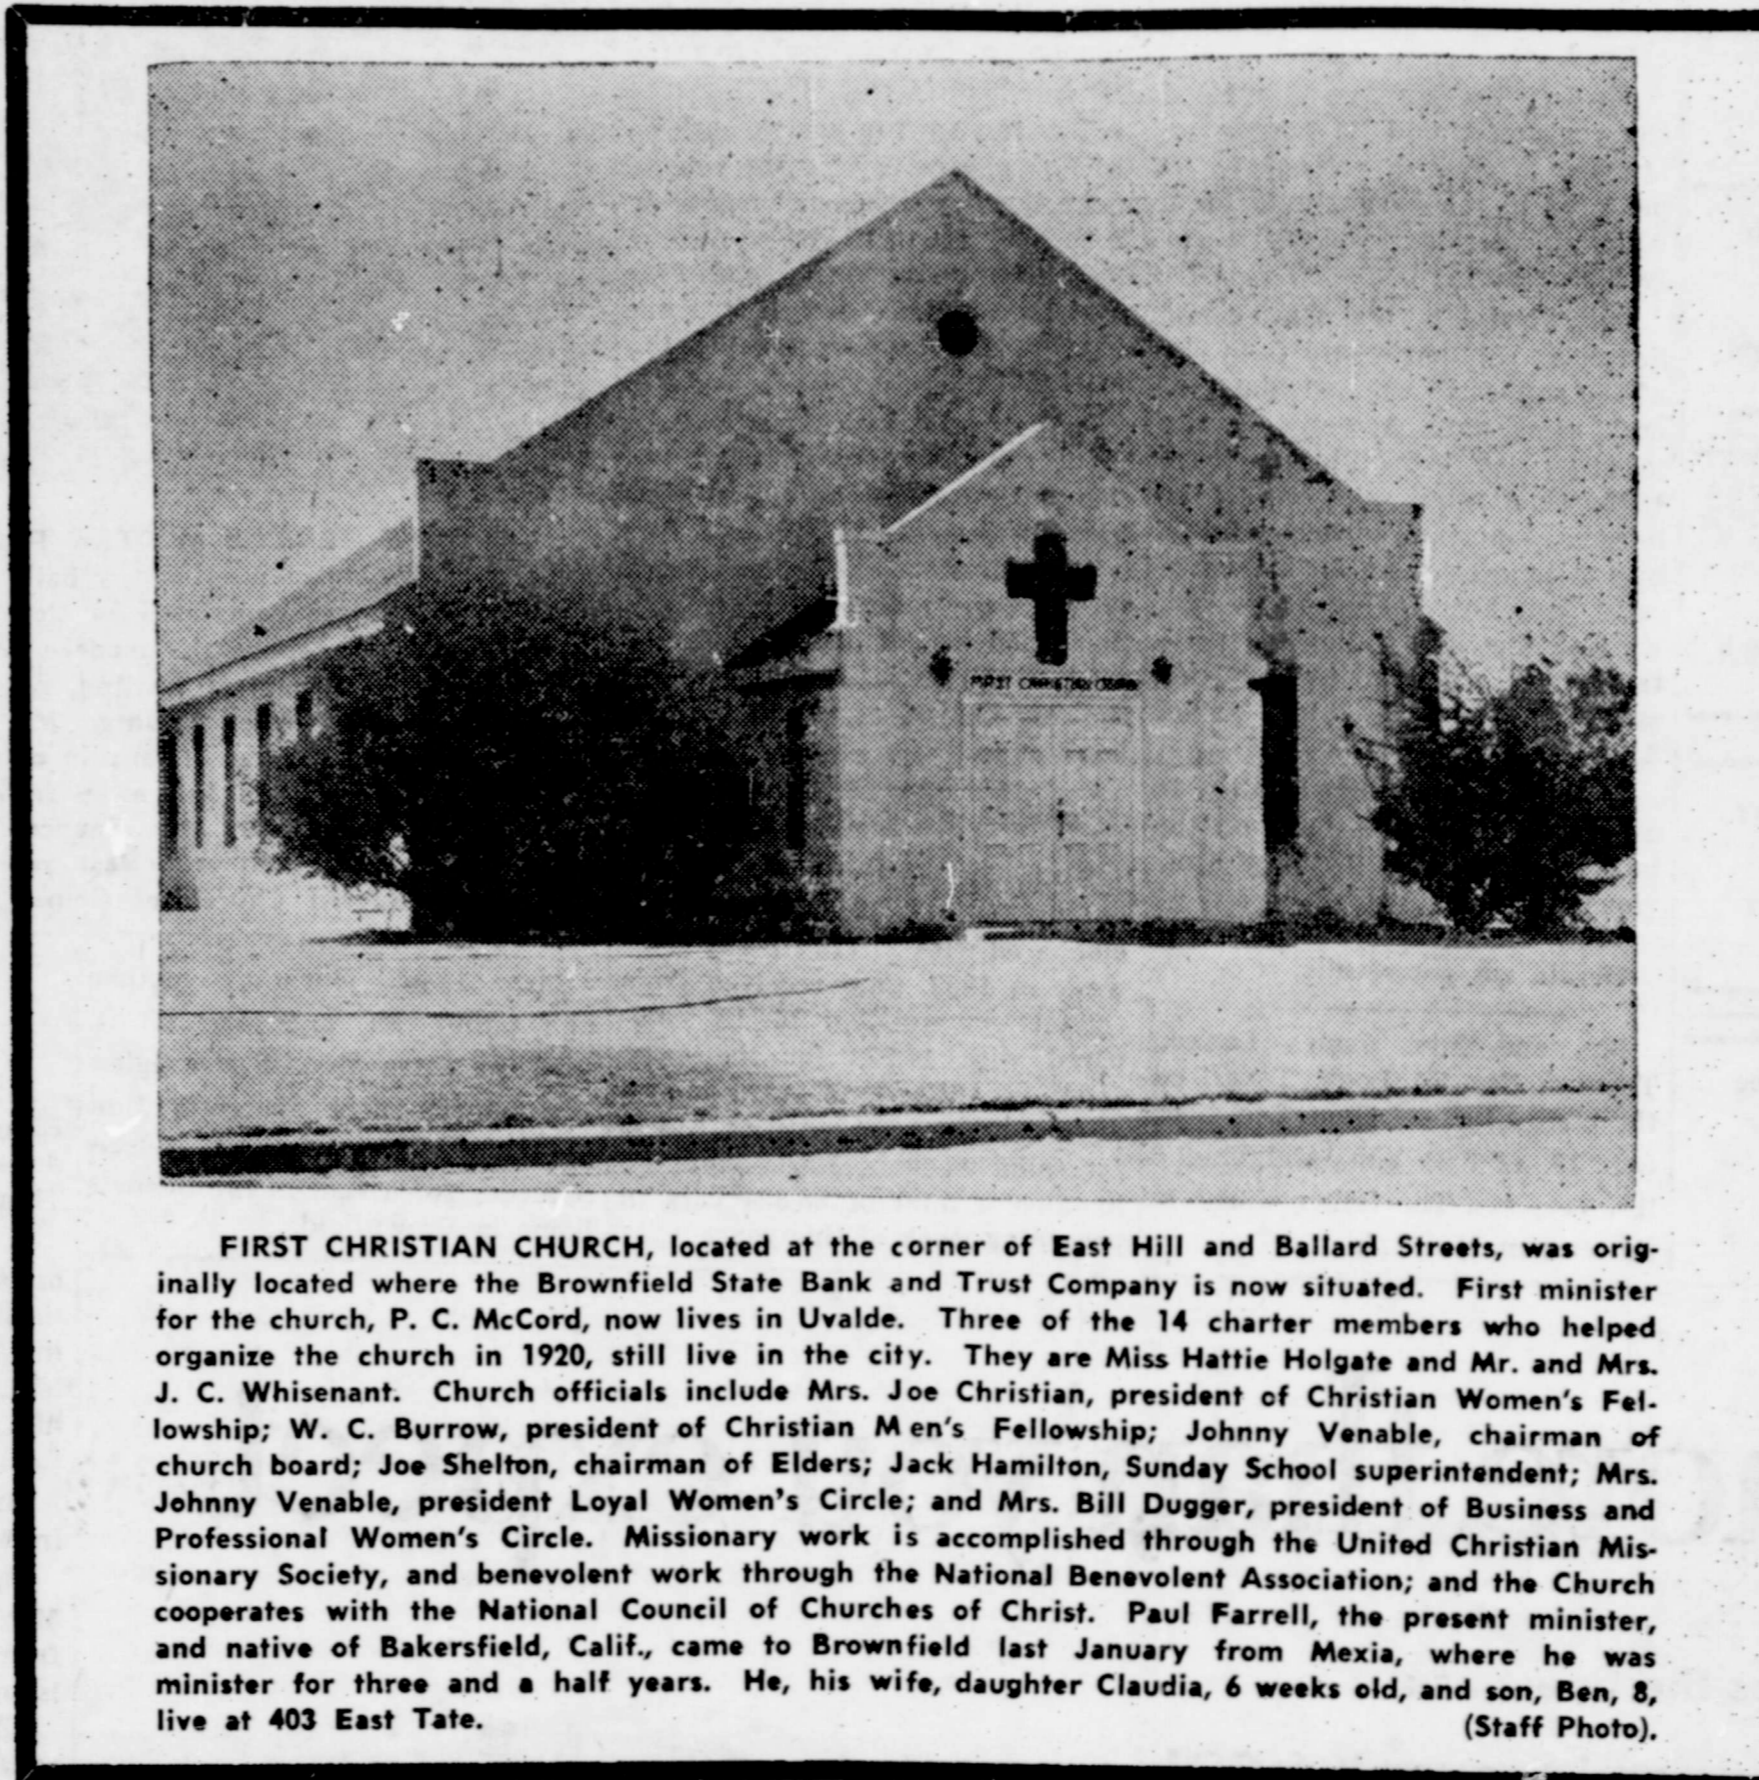 FIRST CHRISTIAN CHURCH
FIRST CHRISTIAN CHURCH, located at the corner of East Hill and Ballard Streets, was orig-
inally located where the Brownfield State Bank and Trust Company is now situated. First minister
for the church, P. C. McCord, now lives in Uvalde. Three of the 14 charter members who helped
organize the church in 1920, still live in the city. They are Miss Hattie Holgate and Mr. and Mrs.
J. C. Whisenant. Church officials include Mrs. Joe Christian, president of Christian Women's Fel-
lowship; W. C. Burrow, president of Christian Men's Fellowship; Johnny Venable, chairman of
church board; Joe Shelton, chairman of Elders; Jack Hamilton, Sunday School superintendent; Mrs.
Johnny Venable, president Loyal Women's Circle; and Mrs. Bill Dugger, president of Business and
Professional Women's Circle. Missionary work is accomplished through the United Christian Mis-
sionary Society, and benevolent work through the National Benevolent Association; and the Church
cooperates with the National Council of Churches of Christ. Paul Farrell, the present minister,
and native of Bakersfield, Calif., came to Brownfield last January from Mexia, where he was
minister for three and a half years. He, his wife, daughter Claudia, 6 weeks old, and son, Ben, 8,
live at 403 East Tate. (Staff Photo).